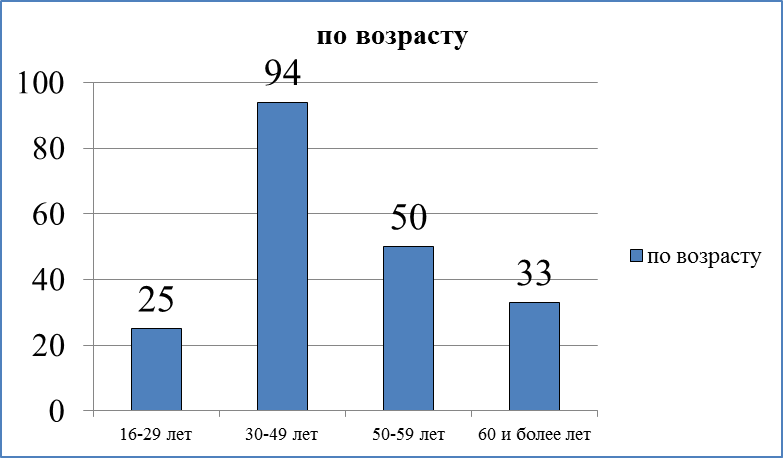 по возрасту
100
80
60
40
20
0
25
94
50
33
16-29 лет
30-49 лет
50-59 лет
60 и более лет
по возрасту